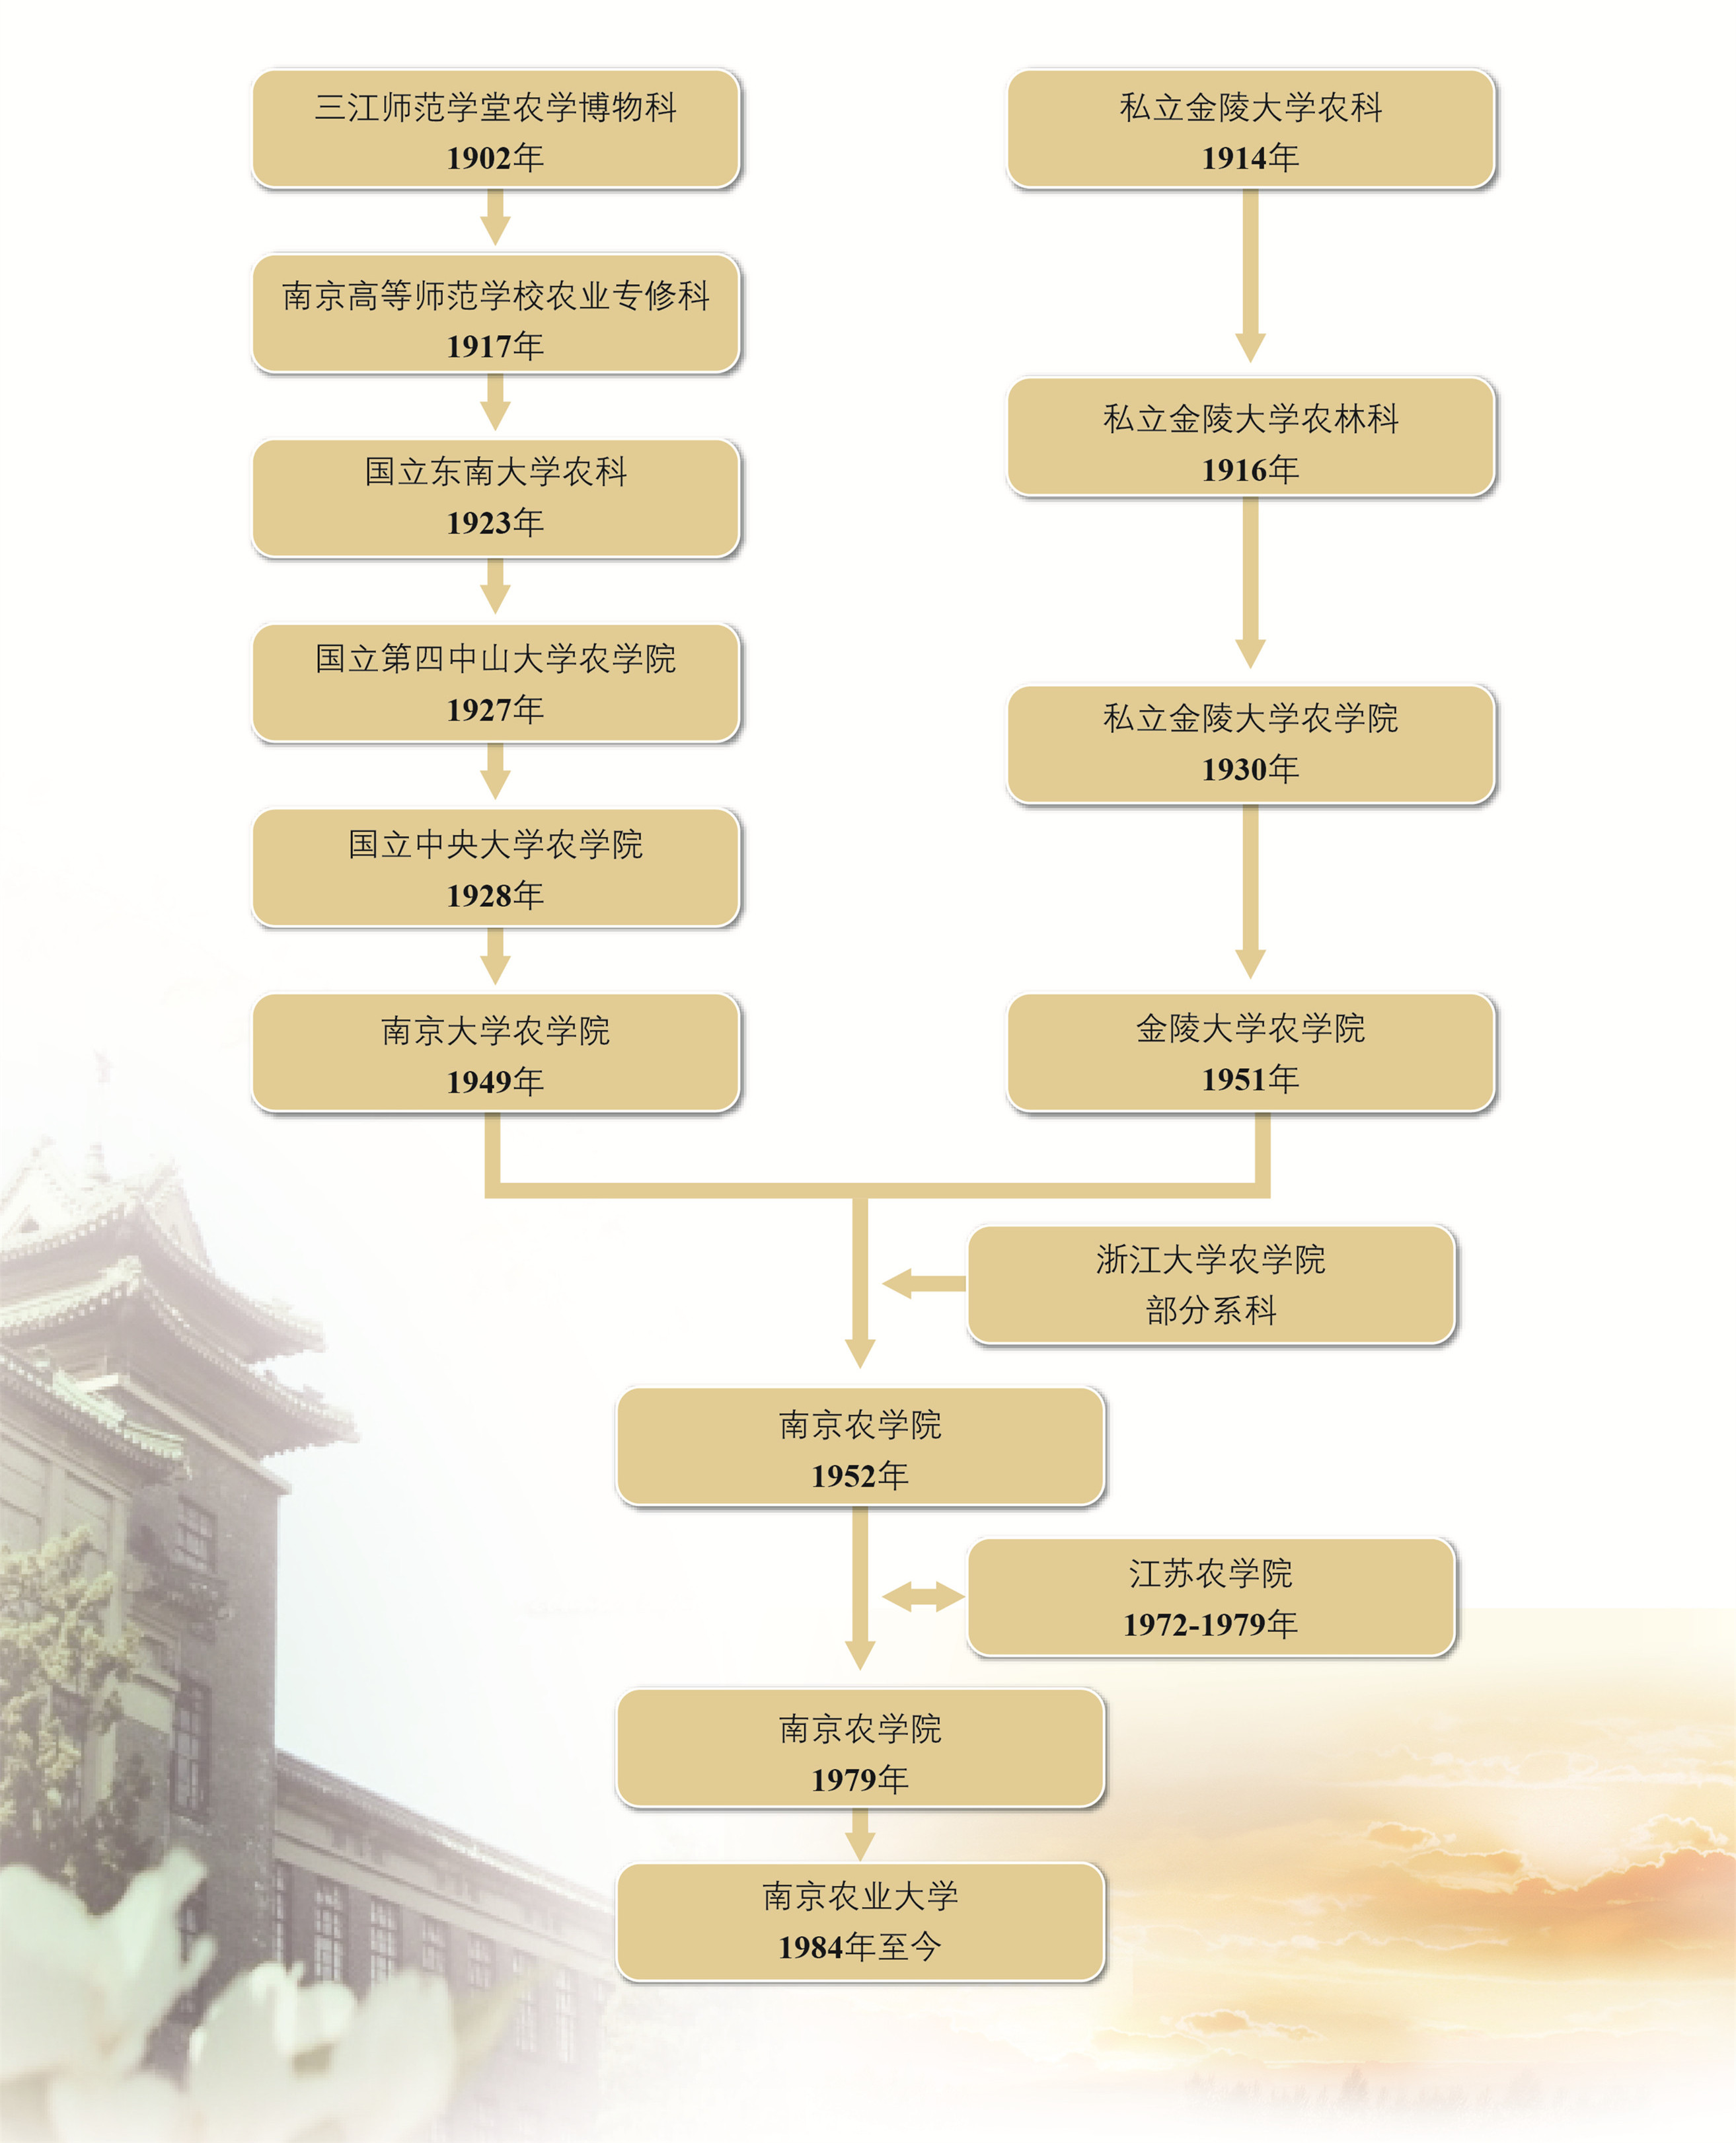 三江师范学堂农学博物科
1902年
南京高等师范学校农业专修科
1917年
国立东南大学农科
1923年
国立第四中山大学农学院
1927年
国立中央大学农学院
1928年
南京大学农学院
1949年
私立金陵大学农科
1914年
私立金陵大学农林科
1916年
私立金陵大学农学院
1930年
金陵大学农学院
1951年
浙江大学农学院
部分系科
南京农学院
1952年
江苏农学院
1972-1979年
南京农学院
1979年
南京农业大学
1984年至今